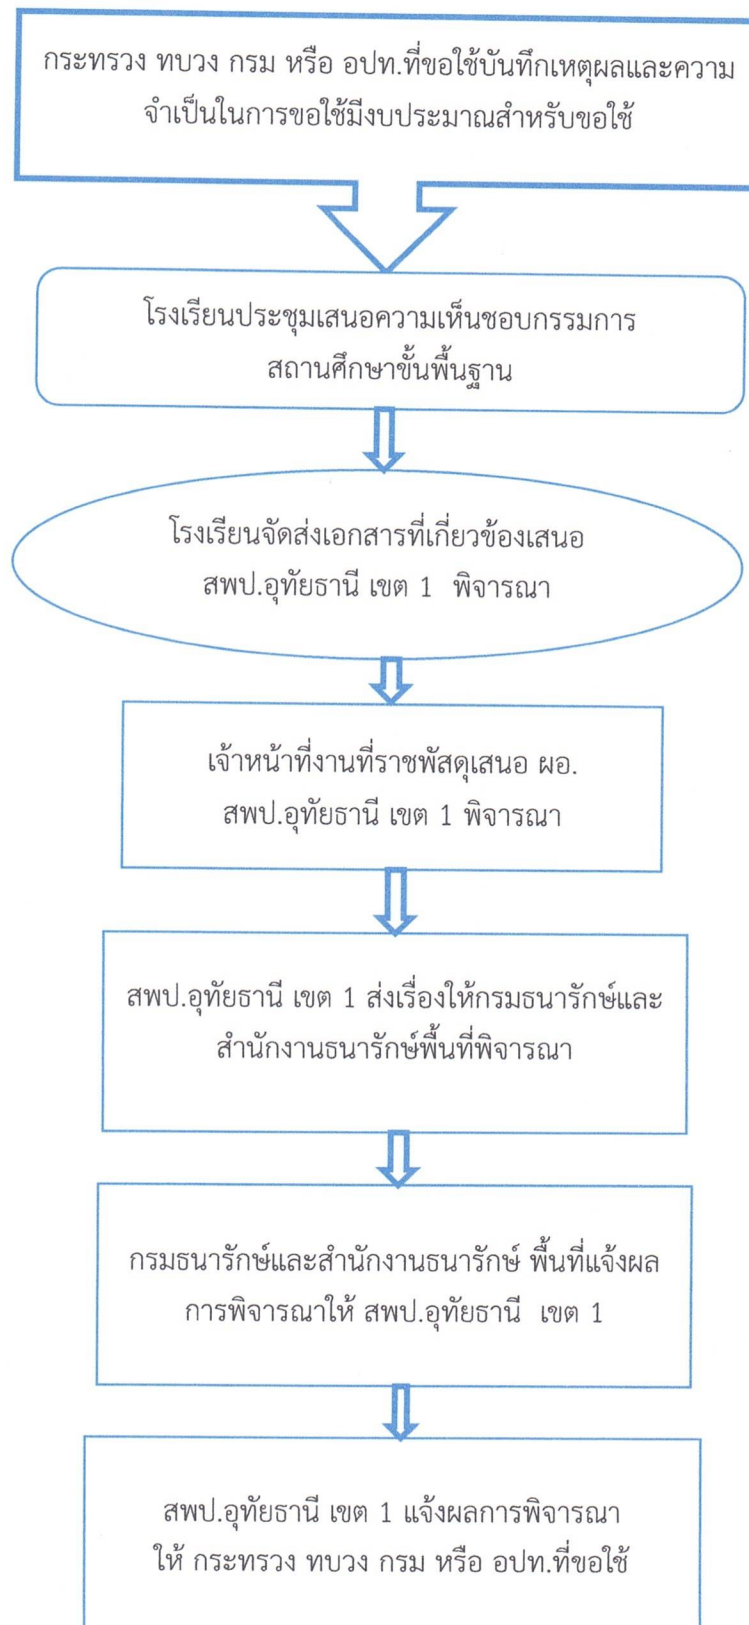 กระทรวง ทบวง กรม หรือ อปท.ที่ขอใช้บันทึกเหตุผลและความ
จำเป็นในการขอใช้มีงบประมาณสำหรับขอใช้
โรงเรียนประชุมเสนอความเห็นชอบกรรมการ
สถานศึกษาขั้นพื้นฐาน
โรงเรียนจัดส่งเอกสารที่เกี่ยวข้องเสนอ
สพป.อุทัยธานี เขต 1 พิจารณา
เจ้าหน้าที่งานที่ราชพัสดุเสนอ ผอ.
สพป.อุทัยธานี เขต 1 พิจารณา
สพป.อุทัยธานี เขต 1 ส่งเรื่องให้กรมธนารักษ์และ
สำนักงานธนารักษ์พื้นที่พิจารณา
กรมธนารักษ์และสำนักงานธนารักษ์ พื้นที่แจ้งผล
การพิจารณาให้ สพป.อุทัยธานี เขต 1
สพป.อุทัยธานี เขต 1 แจ้งผลการพิจารณา
ให้ กระทรวง ทบวง กรม หรือ อปท.ที่ขอใช้